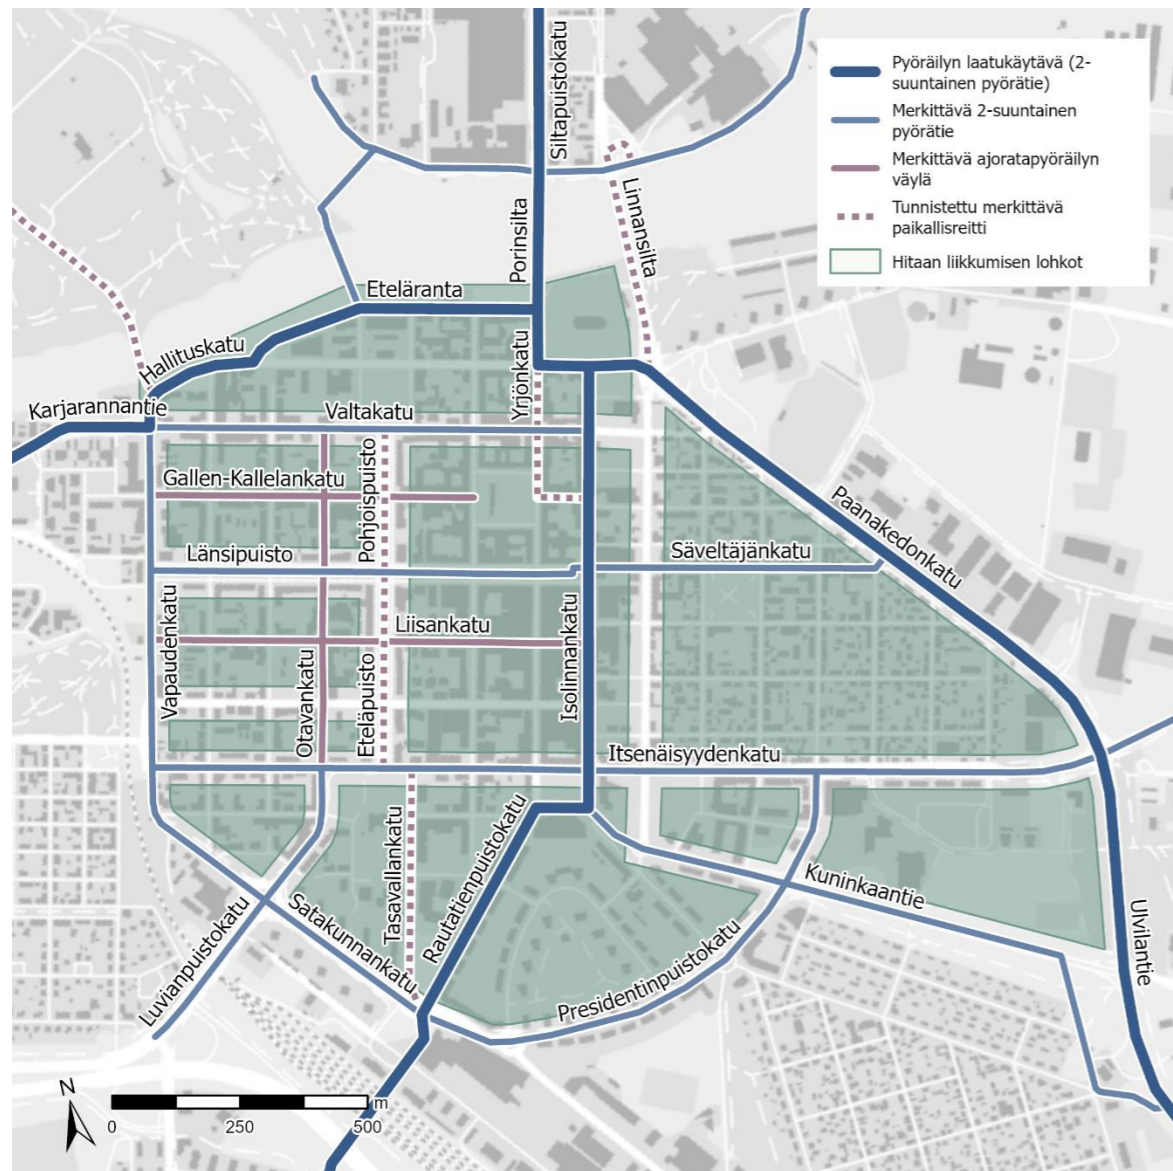 Siltapuistokatu
Pyöräilyn laatukäytävä (2-
suuntainen pyörätie)
Merkittävä 2-suuntainen
pyörätie
Merkittävä ajoratapyöräilyn
väylä
Tunnistettu merkittävä
paikallisreitti
Hitaan liikkumisen lohkot
Linnansilta
Porinsilta
Eteläranta
Hallituskatu
Yrjönkatu
Karjarannantie
Valtakatu
Gallen-Kallelankatu
Pohjoispuisto
Paanakedonkatu
Länsipuisto
Säveltäjänkatu
Vapaudenkatu
Liisankatu
Isolinnankatu
Otavankatu
Eteläpuisto
Itsenäisyydenkatu
Tasavallankatu
Rautatienpuistokatu
Kuninkaantie
Luvianpuistokatu
Satakunnankatu
Presidentinpuistokatu
Ulvilantie
N
m
0
250
500